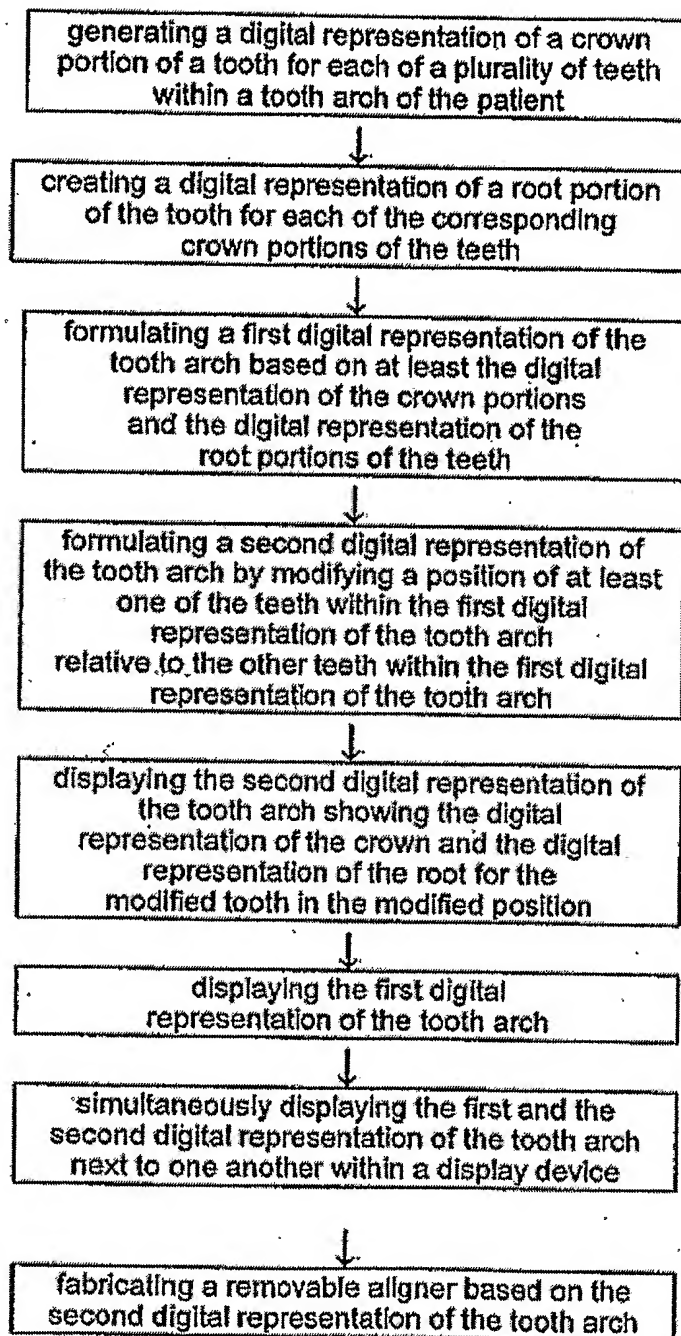 generating a digital representation of a crown
portion of a tooth for each of a plurality of teeth
within a tooth arch of the patient
creating a digital representation of a root portion
of the tooth for each of the corresponding
crown portions of the teeth
formulating a first digital representation of the
tooth arch based on at least the digital
representation of the crown portions
and the digital representation of the
root portions of the teeth
formulating a second digital representation of
the tooth arch by modifying a position of at least
one of the teeth within the first digital
representation of the tooth arch
relative to the other teeth within the first digital
representation of the tooth arch
displaying the second digital representation of
the tooth arch showing the digital
representation of the crown and the digital
representation of the root for the
modified tooth in the modified position
displaying the first digital
representation of the tooth arch
simultaneously displaying the first and the
second digital representation of the tooth arch
next to one another within a display device
fabricating a removable aligner based on the
second digital representation of the tooth arch